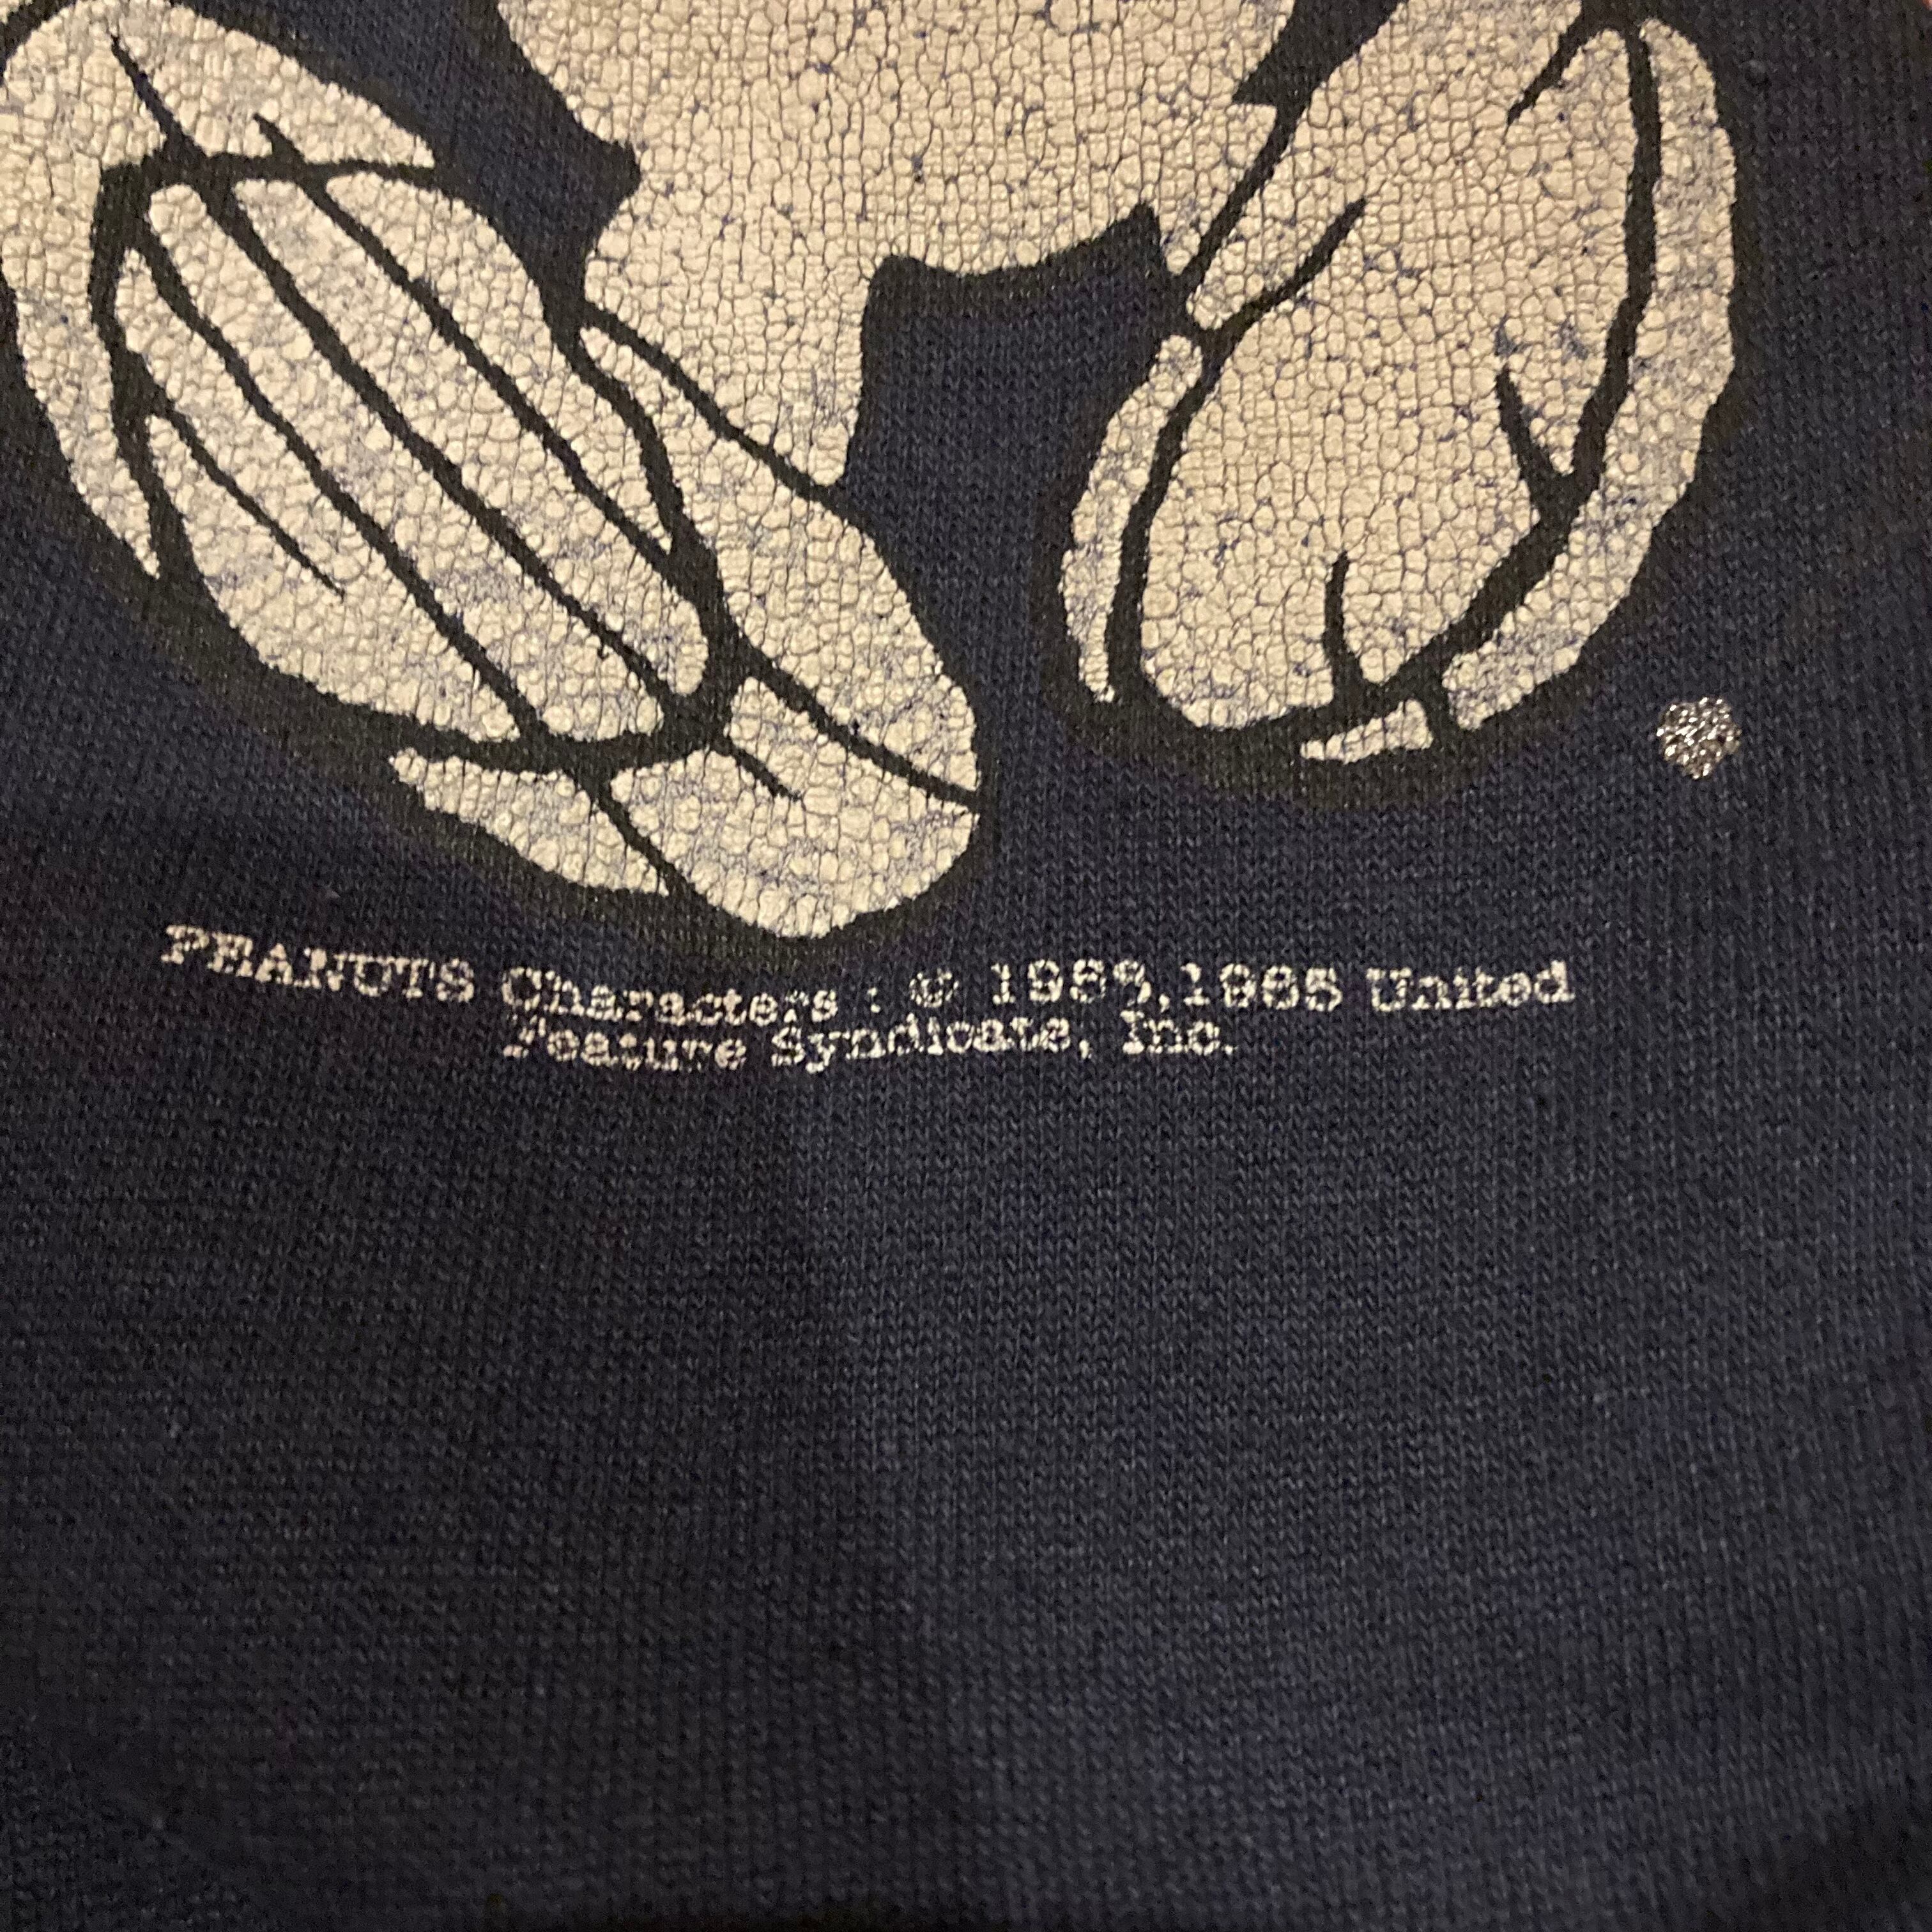 PEANUTS Characters : © 1958,1965 United
Feature Syndicate, Inc.